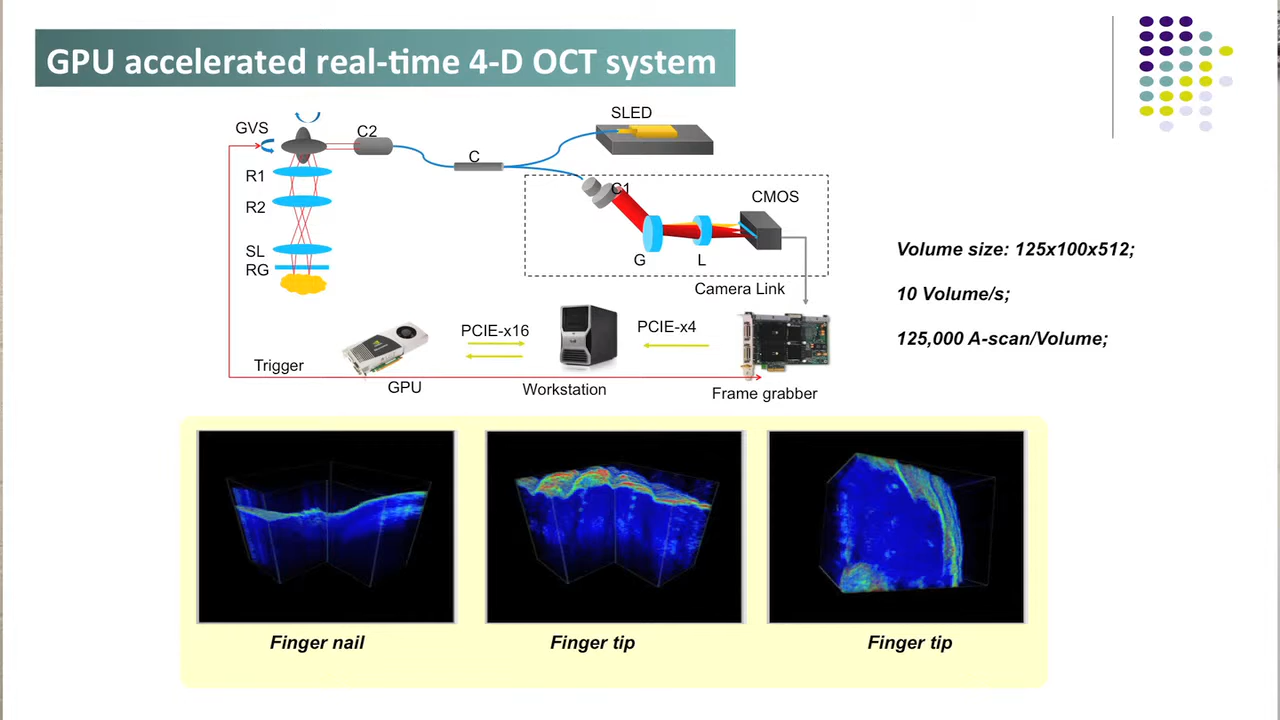 GPU accelerated real-time 4-D OCT system
SLED
GVS
C2
C
R1
C1
CMOS
R2
SL
G
L
RG
Camera Link
PCIE-x16
PCIE-x4
Trigger
GPU
Workstation
Frame grabber
Volume size: 125x100x512;
10 Volume/s;
125,000 A-scan/Volume;
Finger nail
Finger tip
Finger tip